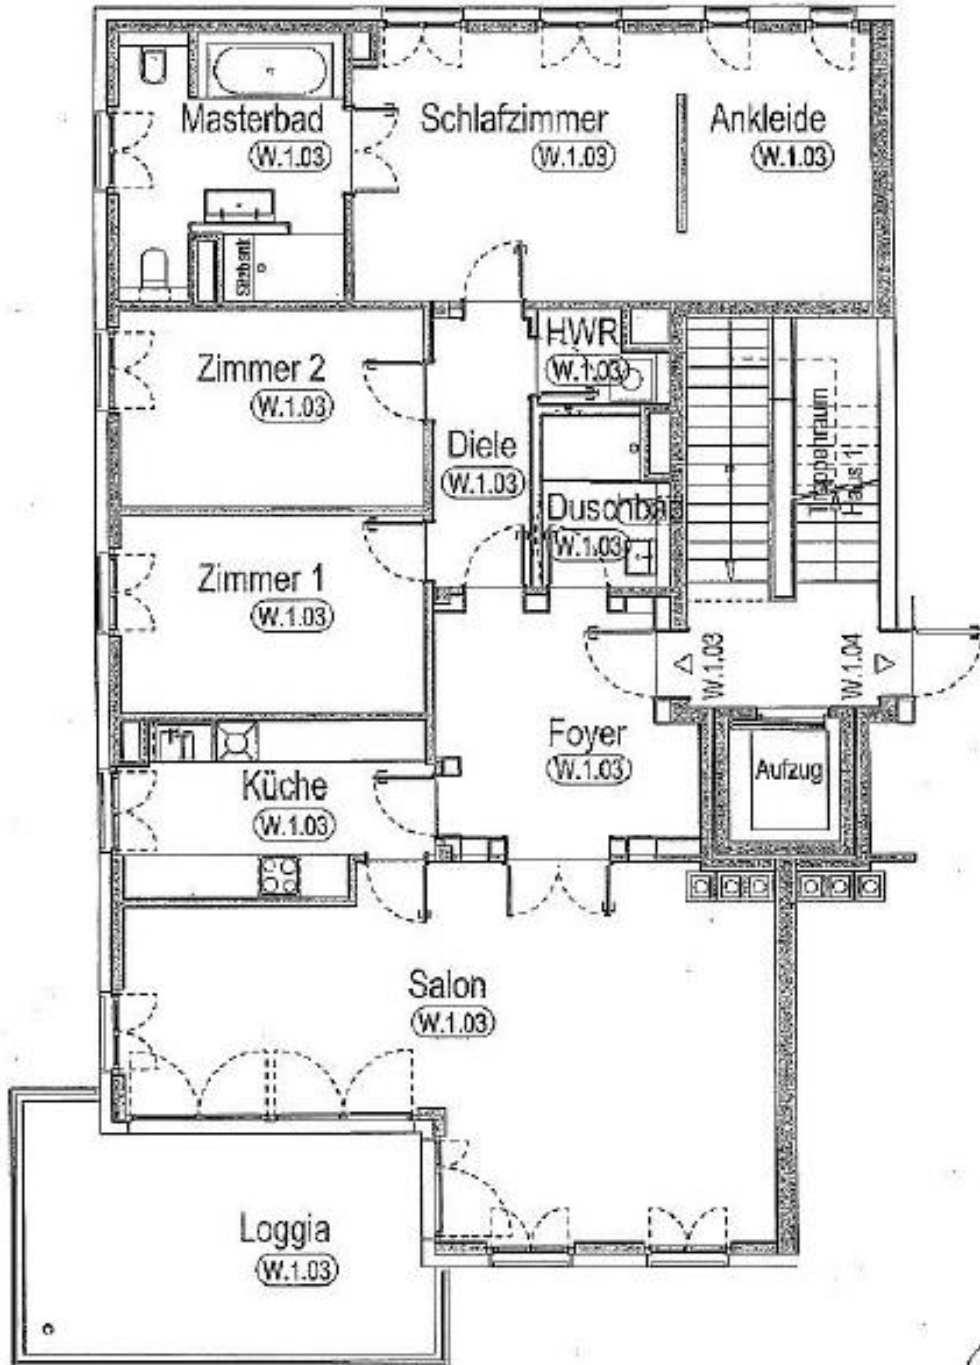 Masterbad
W.1.03
Schlafzimmer
W.1.03
Ankleide
W.1.03
Sitzbank
Zimmer 2
W.1.03
HWR
W.1.03
Diele
W.1.03
Treppenraum
Haus 1
Duschbad
W.1.03
Zimmer 1
W.1.03
W.1.03
W.1.04
Foyer
W.1.03
Aufzug
Küche
W.1.03
Salon
W.1.03
Loggia
W.1.03